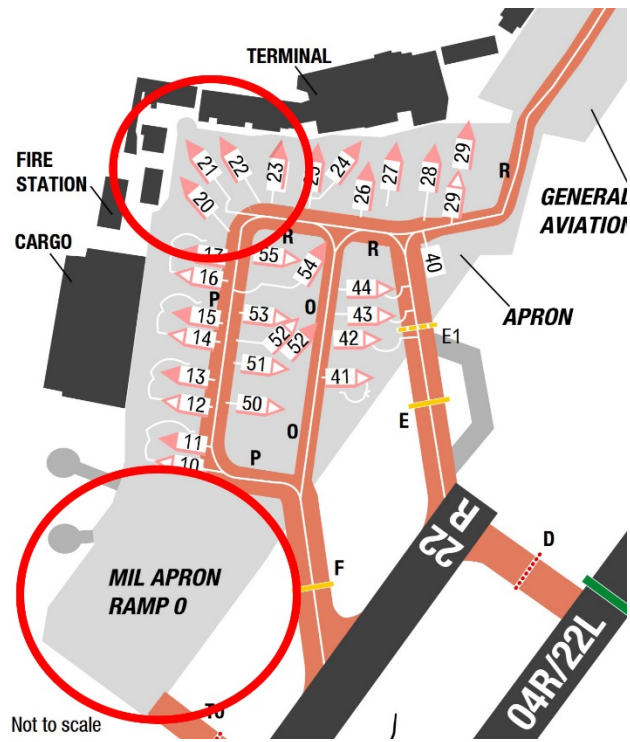 TERMINAL
FIRE
STATION
CARGO
21
22
23
25
24
26
27
28
29
29
R
GENERAL
AVIATION
20
17
16
15
14
13
12
11
10
P
55
R
54
R
40
APRON
53
52
52
51
50
O
O
44
43
42
41
E1
E
P
MIL APRON
RAMP 0
F
22 R
D
04R/22L
Not to scale